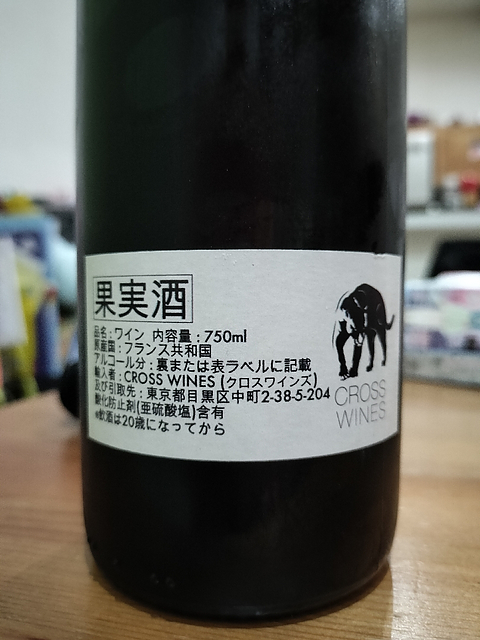 果実酒
品名：ワイン 内容量：750ml
原産国：フランス共和国
アルコール分：裏または表ラベルに記載
輸入者：CROSS WINES (クロスワインズ)
及び引取先：東京都目黒区中町2-38-5-204
酸化防止剤(亜硫酸塩)含有
※飲酒は20歳になってから
CROSS
WINES